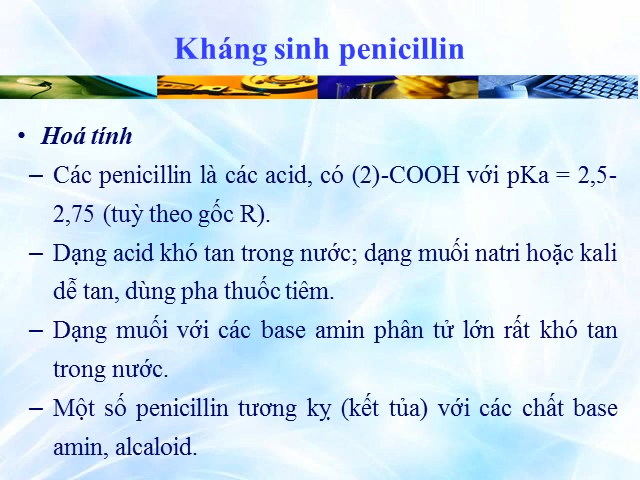 Kháng sinh penicillin
• Hoá tính
– Các penicillin là các acid, có (2)-COOH với pKa = 2,5-
2,75 (tuỳ theo gốc R).
– Dạng acid khó tan trong nước; dạng muối natri hoặc kali
dễ tan, dùng pha thuốc tiêm.
– Dạng muối với các base amin phân tử lớn rất khó tan
trong nước.
– Một số penicillin tương kỵ (kết tủa) với các chất base
amin, alcaloid.